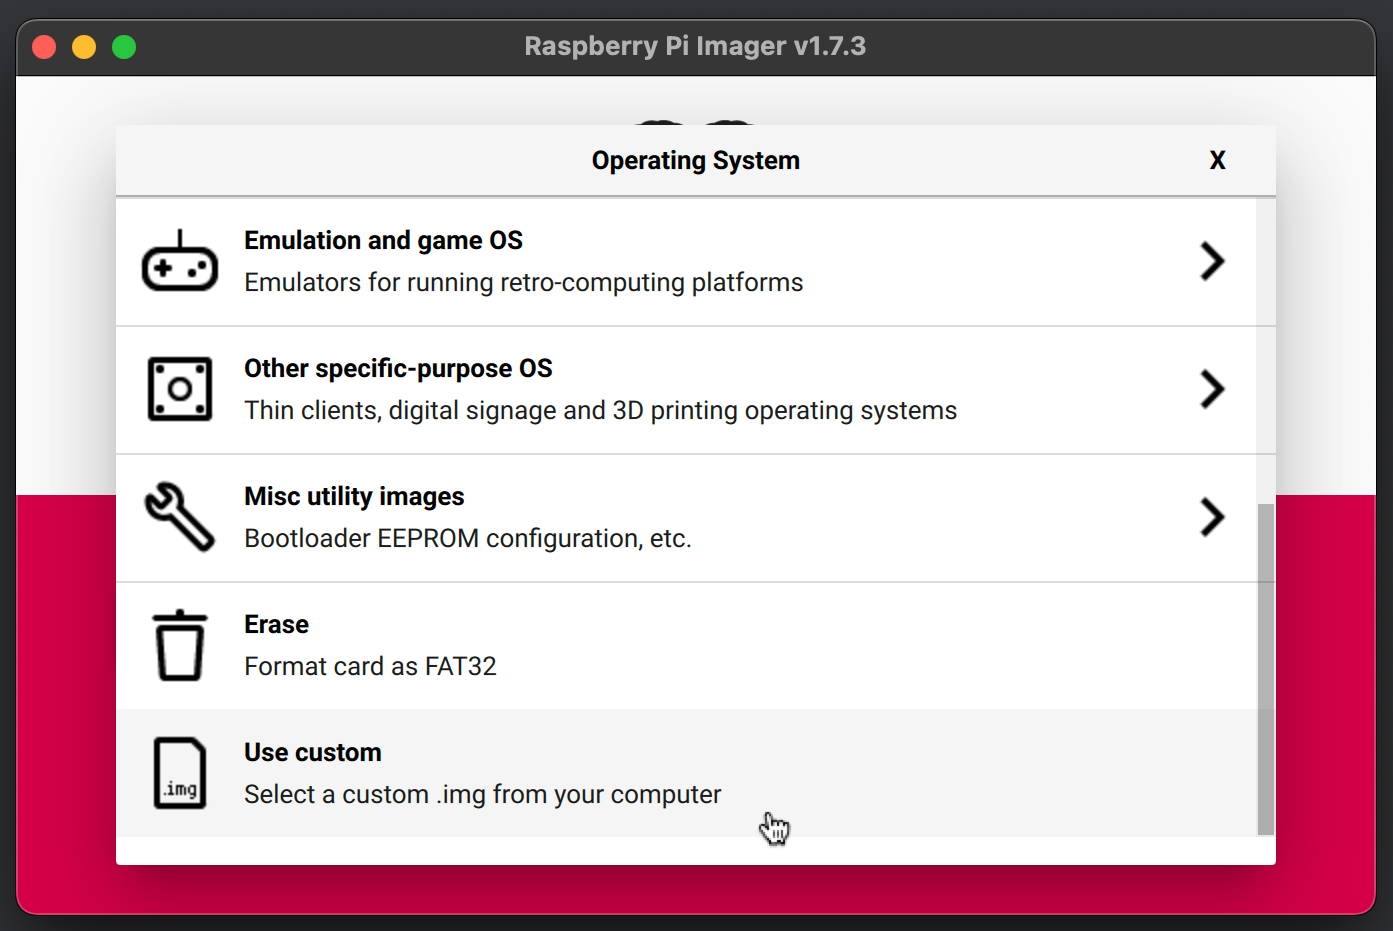 Raspberry Pi Imager v1.7.3
Operating System
X
Emulation and game OS
Emulators for running retro-computing platforms
Other specific-purpose OS
Thin clients, digital signage and 3D printing operating systems
Misc utility images
Bootloader EEPROM configuration, etc.
Erase
Format card as FAT32
Use custom
.img
Select a custom .img from your computer